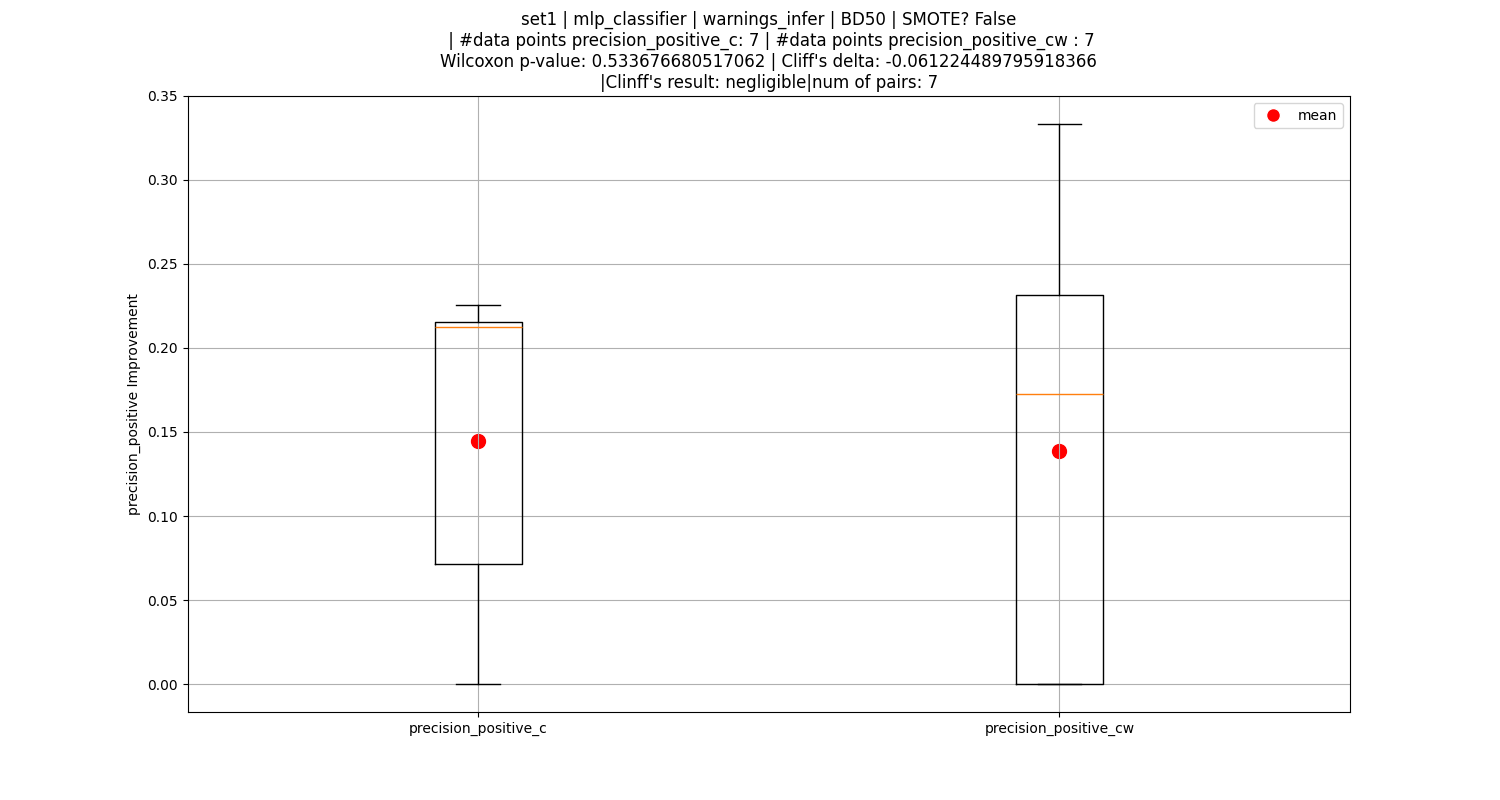 set1 | mlp_classifier | warnings_infer | BD50 | SMOTE? False
| #data points precision_positive_c: 7 | #data points precision_positive_cw : 7
Wilcoxon p-value: 0.533676680517062 | Cliff's delta: -0.061224489795918366
|Clinff's result: negligible|num of pairs: 7
mean
precision_positive Improvement
0.35
0.30
0.25
0.20
0.15
0.10
0.05
0.00
precision_positive_c
precision_positive_cw